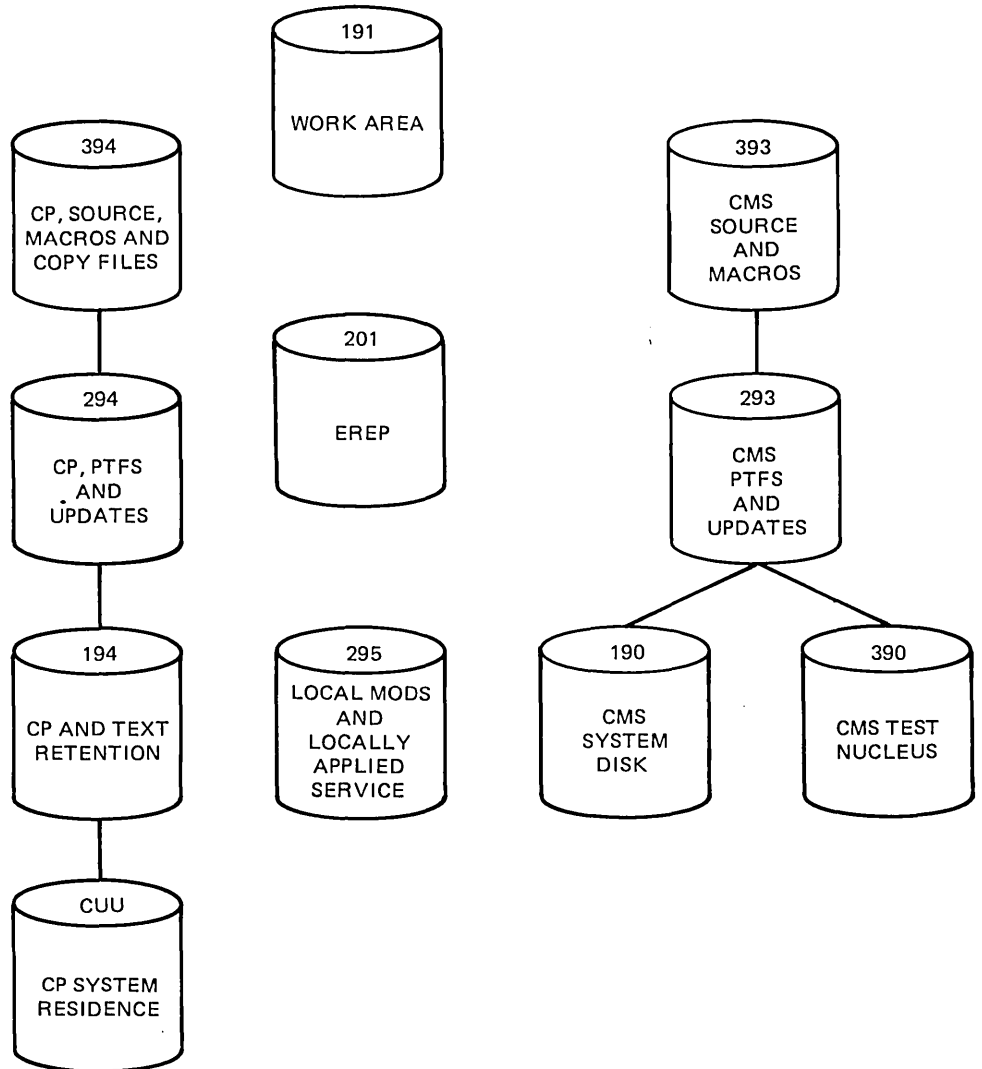 191
WORK AREA
394
CP, SOURCE,
MACROS AND
COPY FILES
393
CMS
SOURCE
AND
MACROS
201
EREP
294
CP, PTFS
AND
UPDATES
293
CMS
PTFS
AND
UPDATES
194
CP AND TEXT
RETENTION
295
LOCAL MODS
AND
LOCALLY
APPLIED
SERVICE
190
CMS
SYSTEM
DISK
390
CMS TEST
NUCLEUS
CUU
CP SYSTEM
RESIDENCE